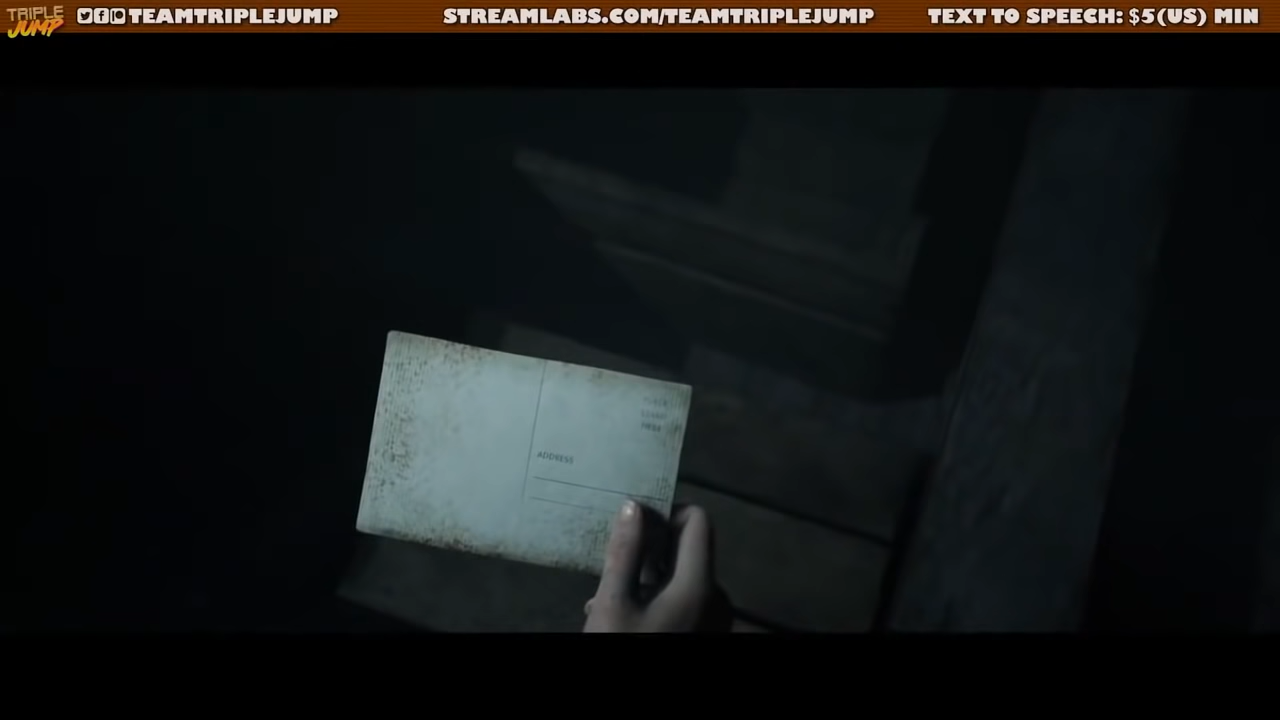 TRIPLE
JUMP
TEAMTRIPLEJUMP
STREAMLABS.COM/TEAMTRIPLEJUMP
TEXT TO SPEECH: $5(US) MIN
PLACE
STAMP
HERE
ADDRESS